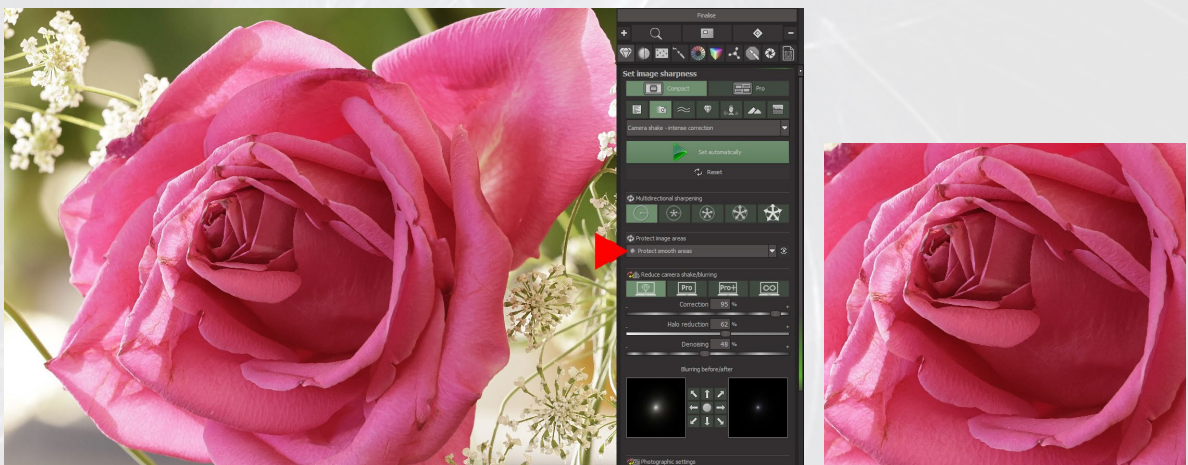 Finalise
Set image sharpness
Compact
Pro
Camera shake - intense correction
Set automatically
Reset
Multidirectional sharpening
Protect image areas
Protect smooth areas
Reduce camera shake/blurring
Pro
Pro+
Correction 95 %
Halo reduction 62 %
Denoising 48 %
Blurring before/after
Photographic settings